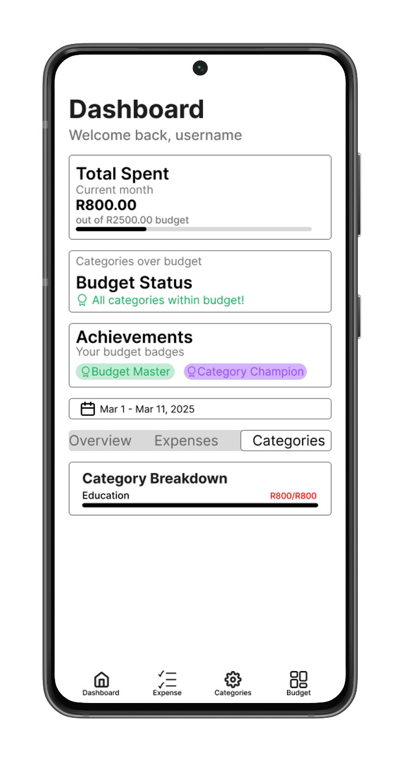 Dashboard
Welcome back, username
Total Spent
Current month
R800.00
out of R2500.00 budget
Categories over budget
Budget Status
All categories within budget!
Achievements
Your budget badges
Budget Master Category Champion
Mar 1 - Mar 11, 2025
Overview Expenses Categories
Category Breakdown
Education R800/R800
Dashboard Expense Categories Budget